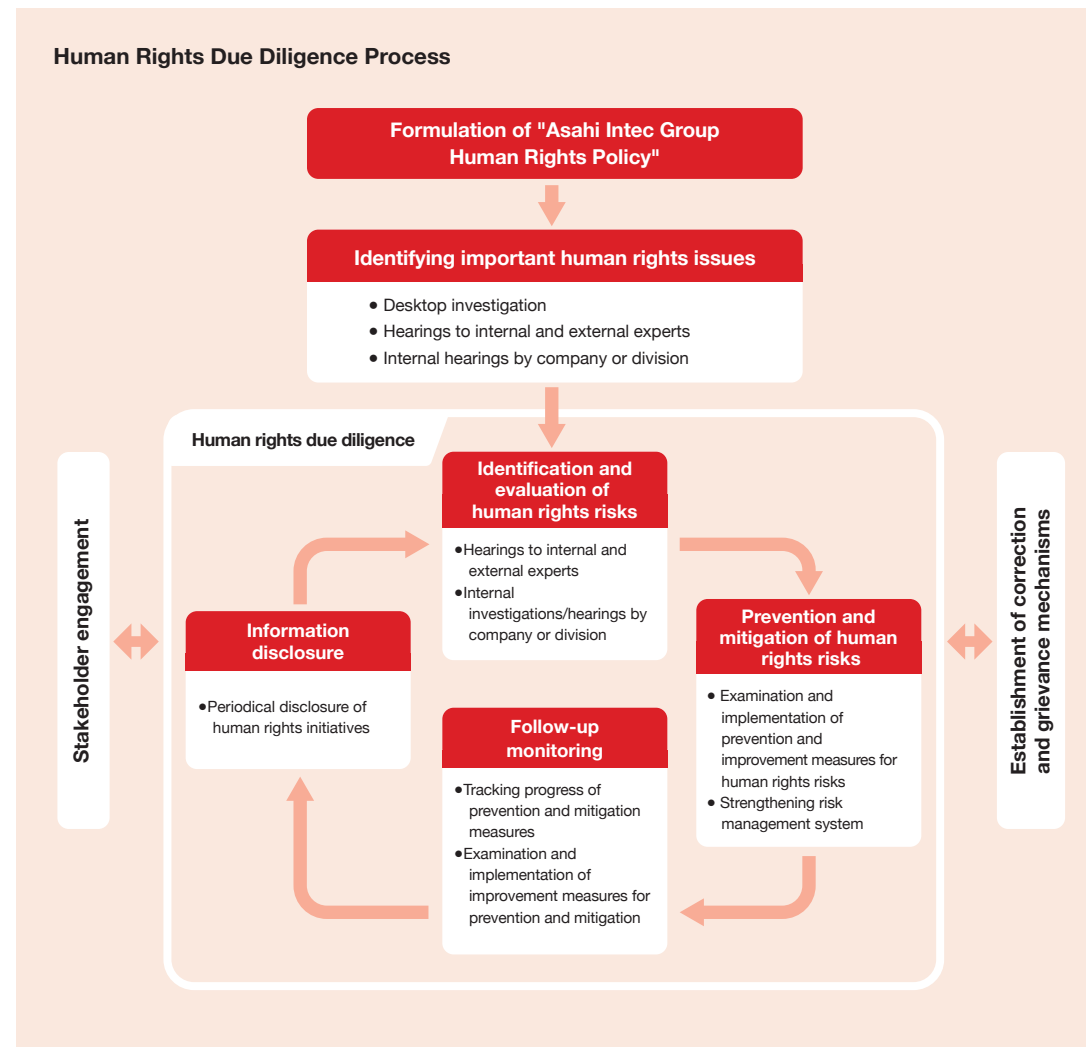 Human Rights Due Diligence Process
Formulation of "Asahi Intec Group
Human Rights Policy"
Identifying important human rights issues
● Desktop investigation
● Hearings to internal and external experts
● Internal hearings by company or division
Human rights due diligence
Stakeholder engagement
Identification and
evaluation of
human rights risks
●Hearings to internal and
external experts
●Internal
investigations/hearings by
company or division
Prevention and
mitigation of human
rights risks
● Examination and
implementation of
prevention and
improvement measures for
human rights risks
● Strengthening risk
management system
Follow-up
monitoring
●Tracking progress of
prevention and mitigation
measures
●Examination and
implementation of
improvement measures for
prevention and mitigation
Information
disclosure
●Periodical disclosure of
human rights initiatives
Establishment of correction
and grievance mechanisms